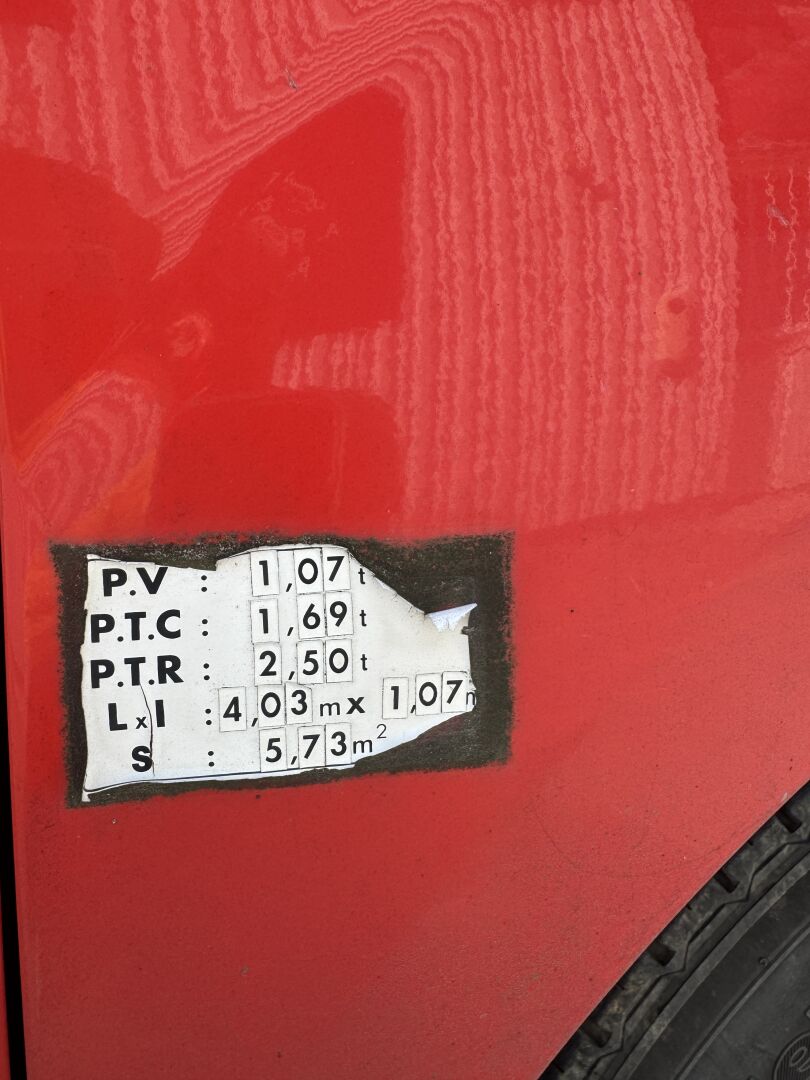 P.V : 1,07 t
P.T.C : 1,69 t
P.T.R : 2,50 t
L x l : 4,03 m x 1,07 m
S : 5,73 m²